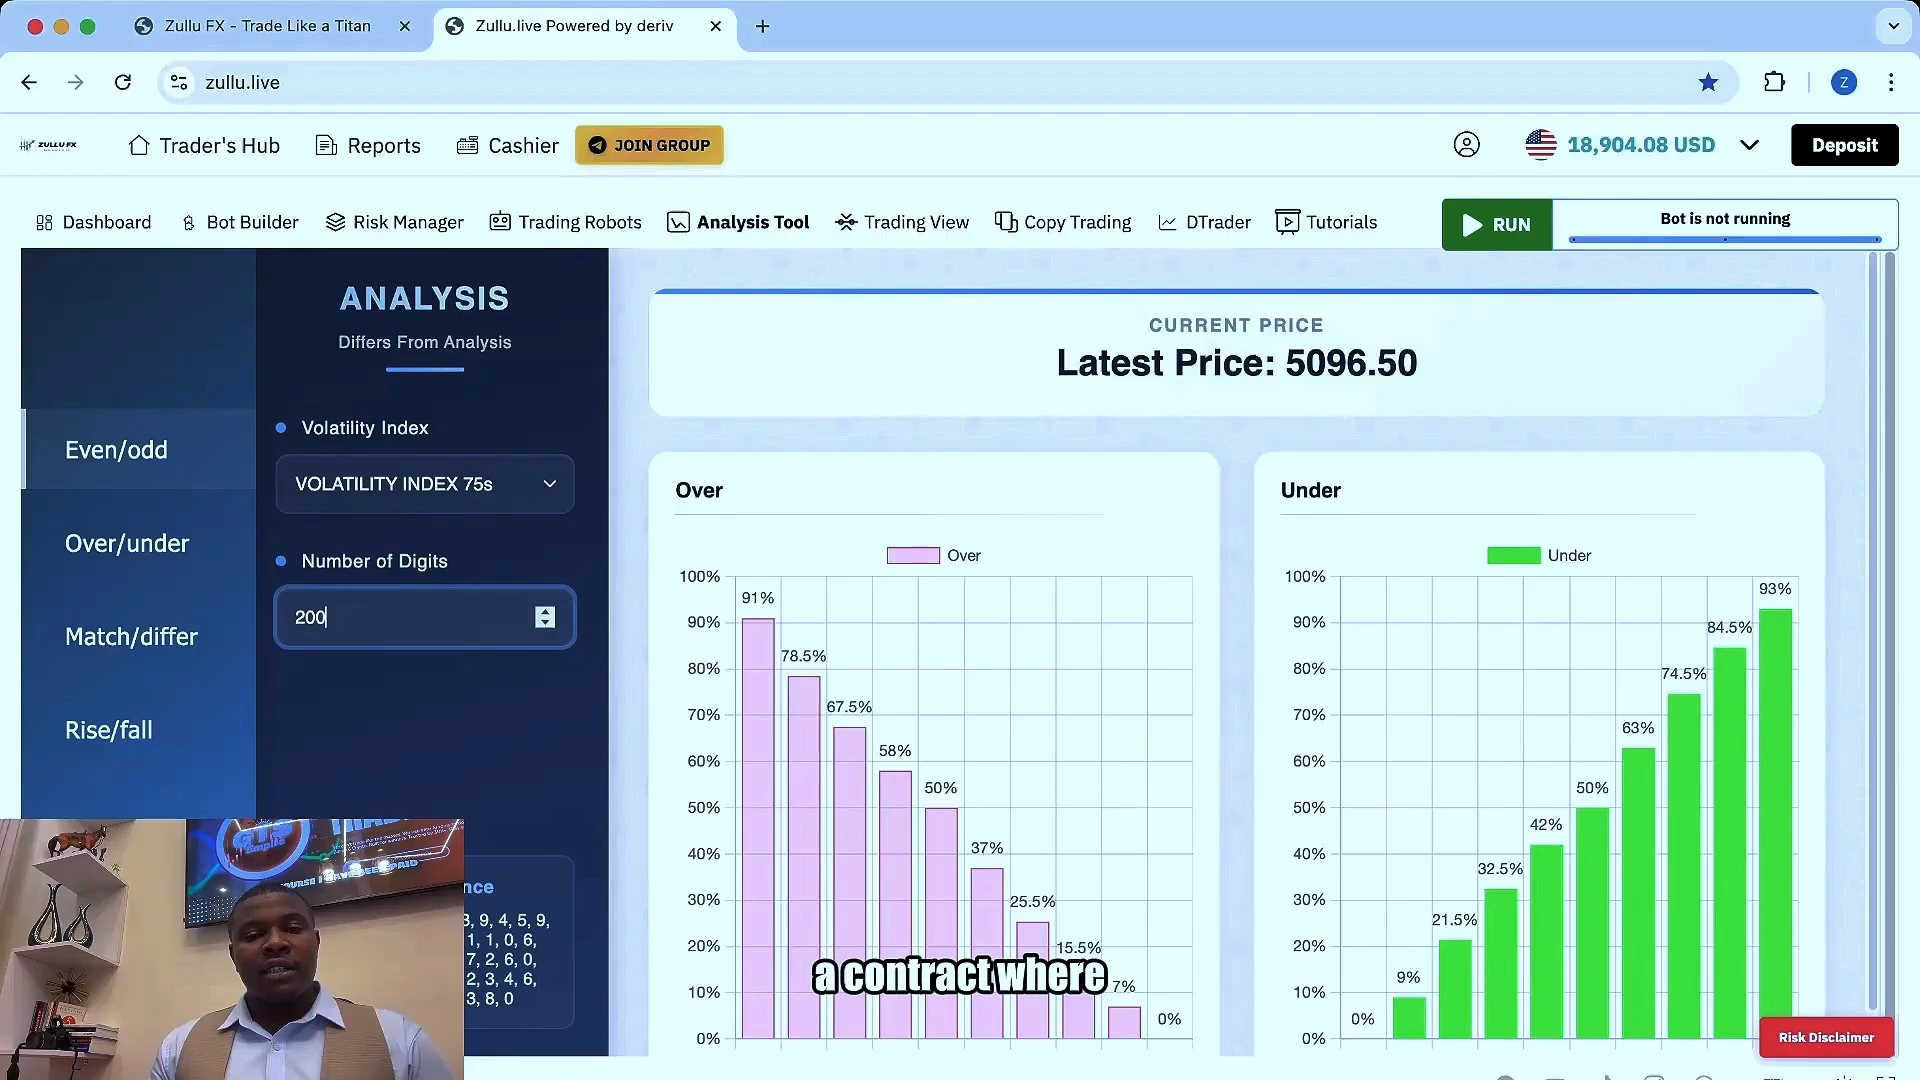 Zullu FX - Trade Like a Titan
Zullu.live Powered by deriv
zullu.live
Z
ZULLU FX
Trader's Hub
Reports
Cashier
JOIN GROUP
18,904.08 USD
Deposit
Dashboard
Bot Builder
Risk Manager
Trading Robots
Analysis Tool
Trading View
Copy Trading
DTrader
Tutorials
RUN
Bot is not running
Even/odd
Over/under
Match/differ
Rise/fall
ANALYSIS
Differs From Analysis
Volatility Index
VOLATILITY INDEX 75s
Number of Digits
200
nce
3, 9, 4, 5, 9,
1, 1, 0, 6,
7, 2, 6, 0,
2, 3, 4, 6,
3, 8, 0
CURRENT PRICE
Latest Price: 5096.50
Over
Over
100%
90%
80%
70%
60%
50%
40%
30%
20%
10%
0%
91%
78.5%
67.5%
58%
50%
37%
25.5%
15.5%
7%
0%
Under
Under
100%
90%
80%
70%
60%
50%
40%
30%
20%
10%
0%
0%
9%
21.5%
32.5%
42%
50%
63%
74.5%
84.5%
93%
a contract where
Risk Disclaimer